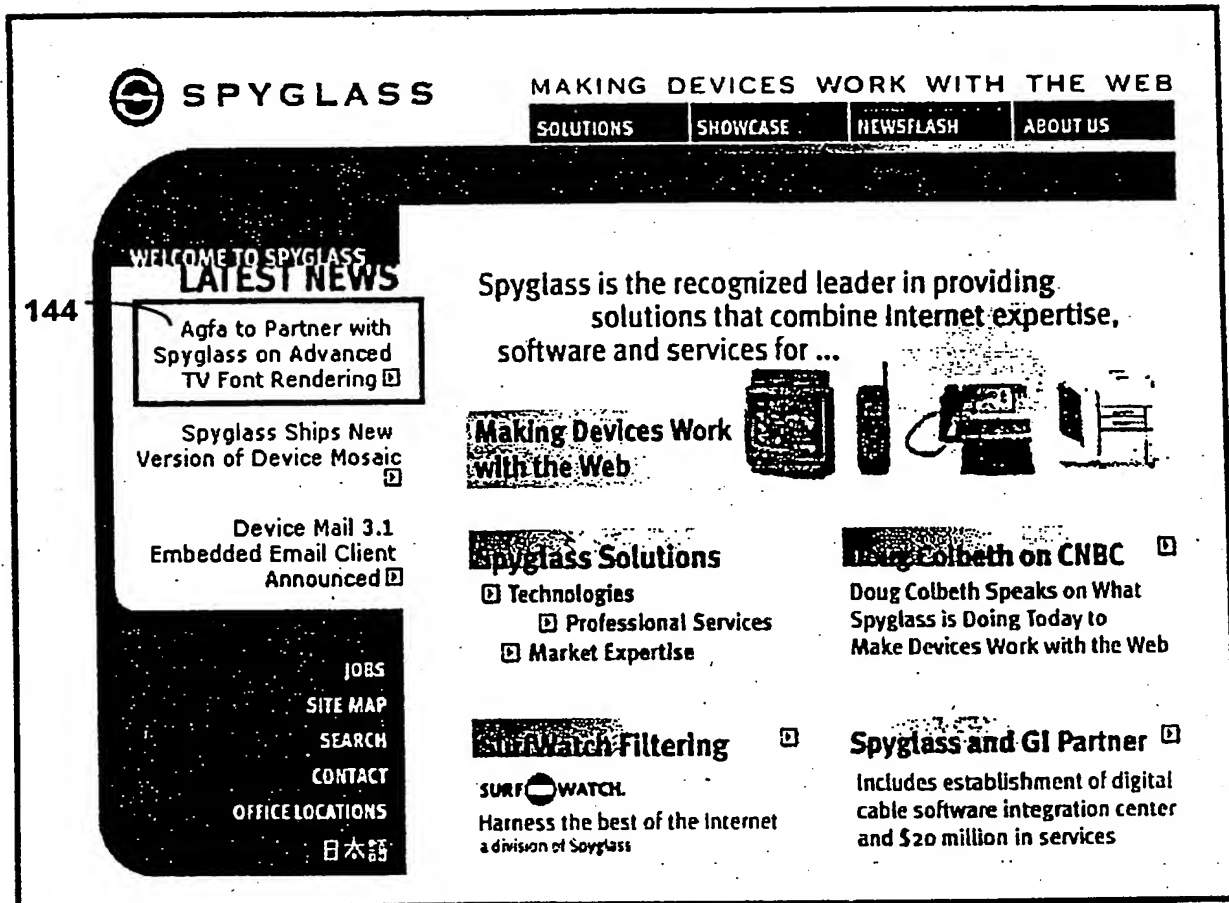 SPYGLASS
MAKING DEVICES WORK WITH THE WEB
SOLUTIONS
SHOWCASE
NEWSFLASH
ABOUT US
WELCOME TO SPYGLASS
LATEST NEWS
144
Agfa to Partner with
Spyglass on Advanced
TV Font Rendering
Spyglass Ships New
Version of Device Mosaic
Device Mail 3.1
Embedded Email Client
Announced
JOBS
SITE MAP
SEARCH
CONTACT
OFFICE LOCATIONS
日本語
Spyglass is the recognized leader in providing
solutions that combine Internet expertise,
software and services for ...
Making Devices Work
with the Web
Spyglass Solutions
Technologies
Professional Services
Market Expertise
Doug Colbeth on CNBC
Doug Colbeth Speaks on What
Spyglass is Doing Today to
Make Devices Work with the Web
SurfWatch Filtering
SURF WATCH.
Harness the best of the Internet
a division of Spyglass
Spyglass and GI Partner
Includes establishment of digital
cable software integration center
and $20 million in services